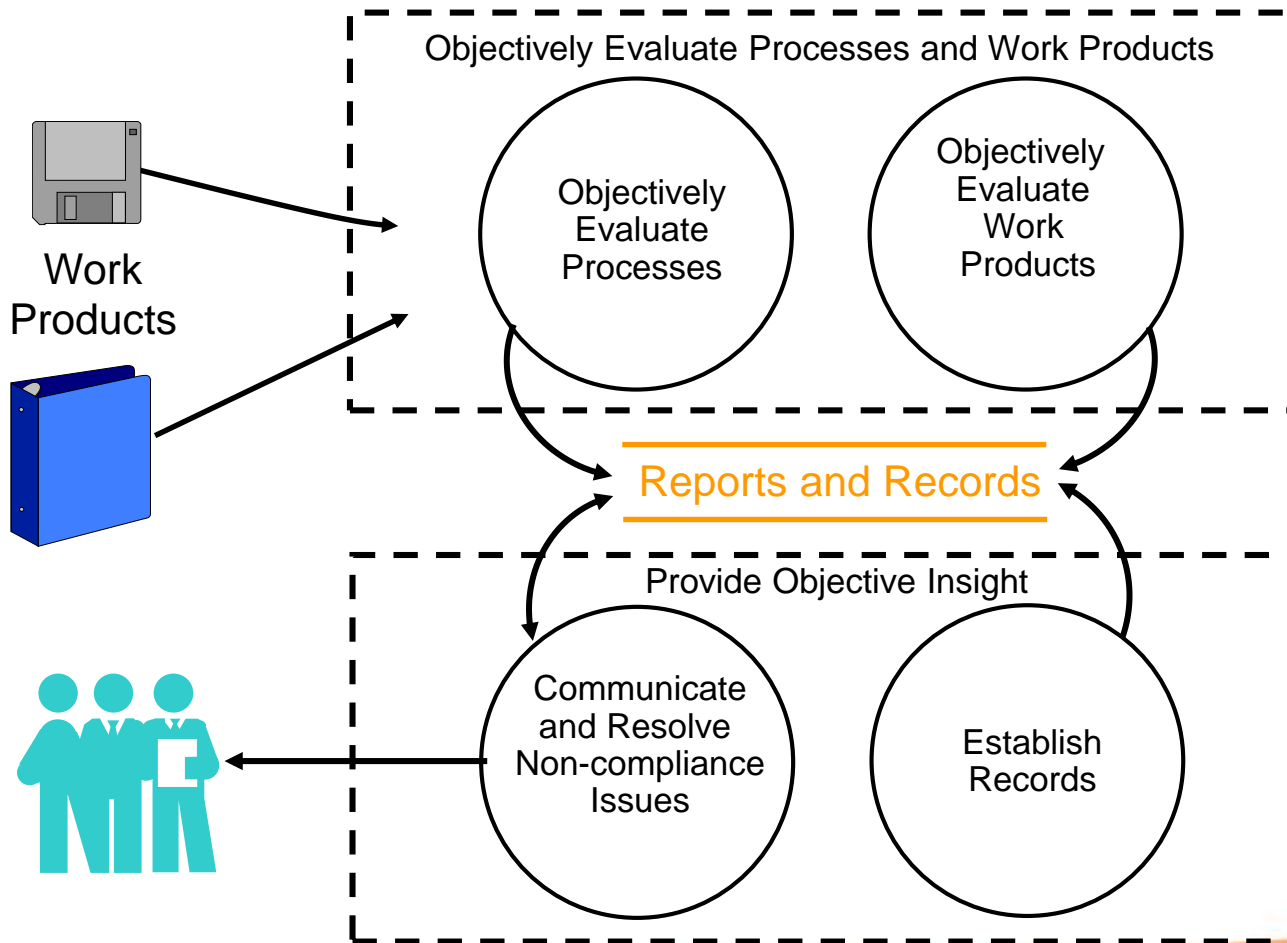 Objectively Evaluate Processes and Work Products
Objectively
Evaluate
Processes
Objectively
Evaluate
Work
Products
Work
Products
Reports and Records
Provide Objective Insight
Communicate
and Resolve
Non-compliance
Issues
Establish
Records